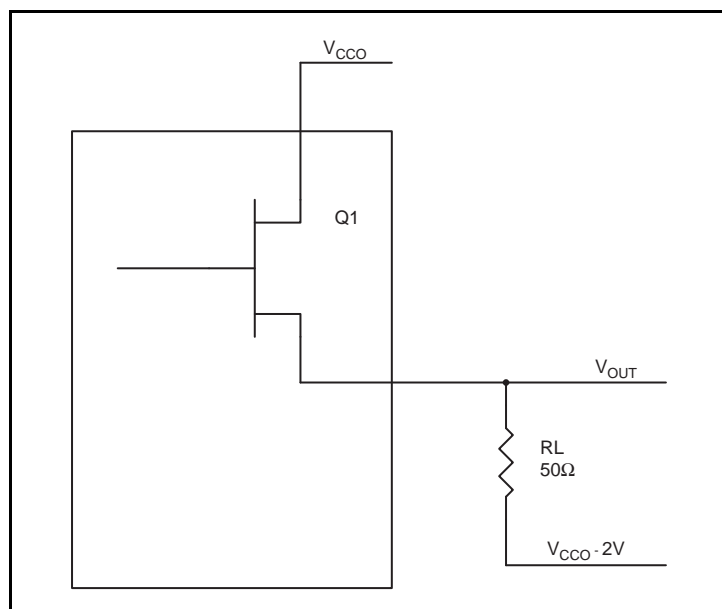 V_CCO
Q1
V_OUT
RL
50Ω
V_CCO - 2V